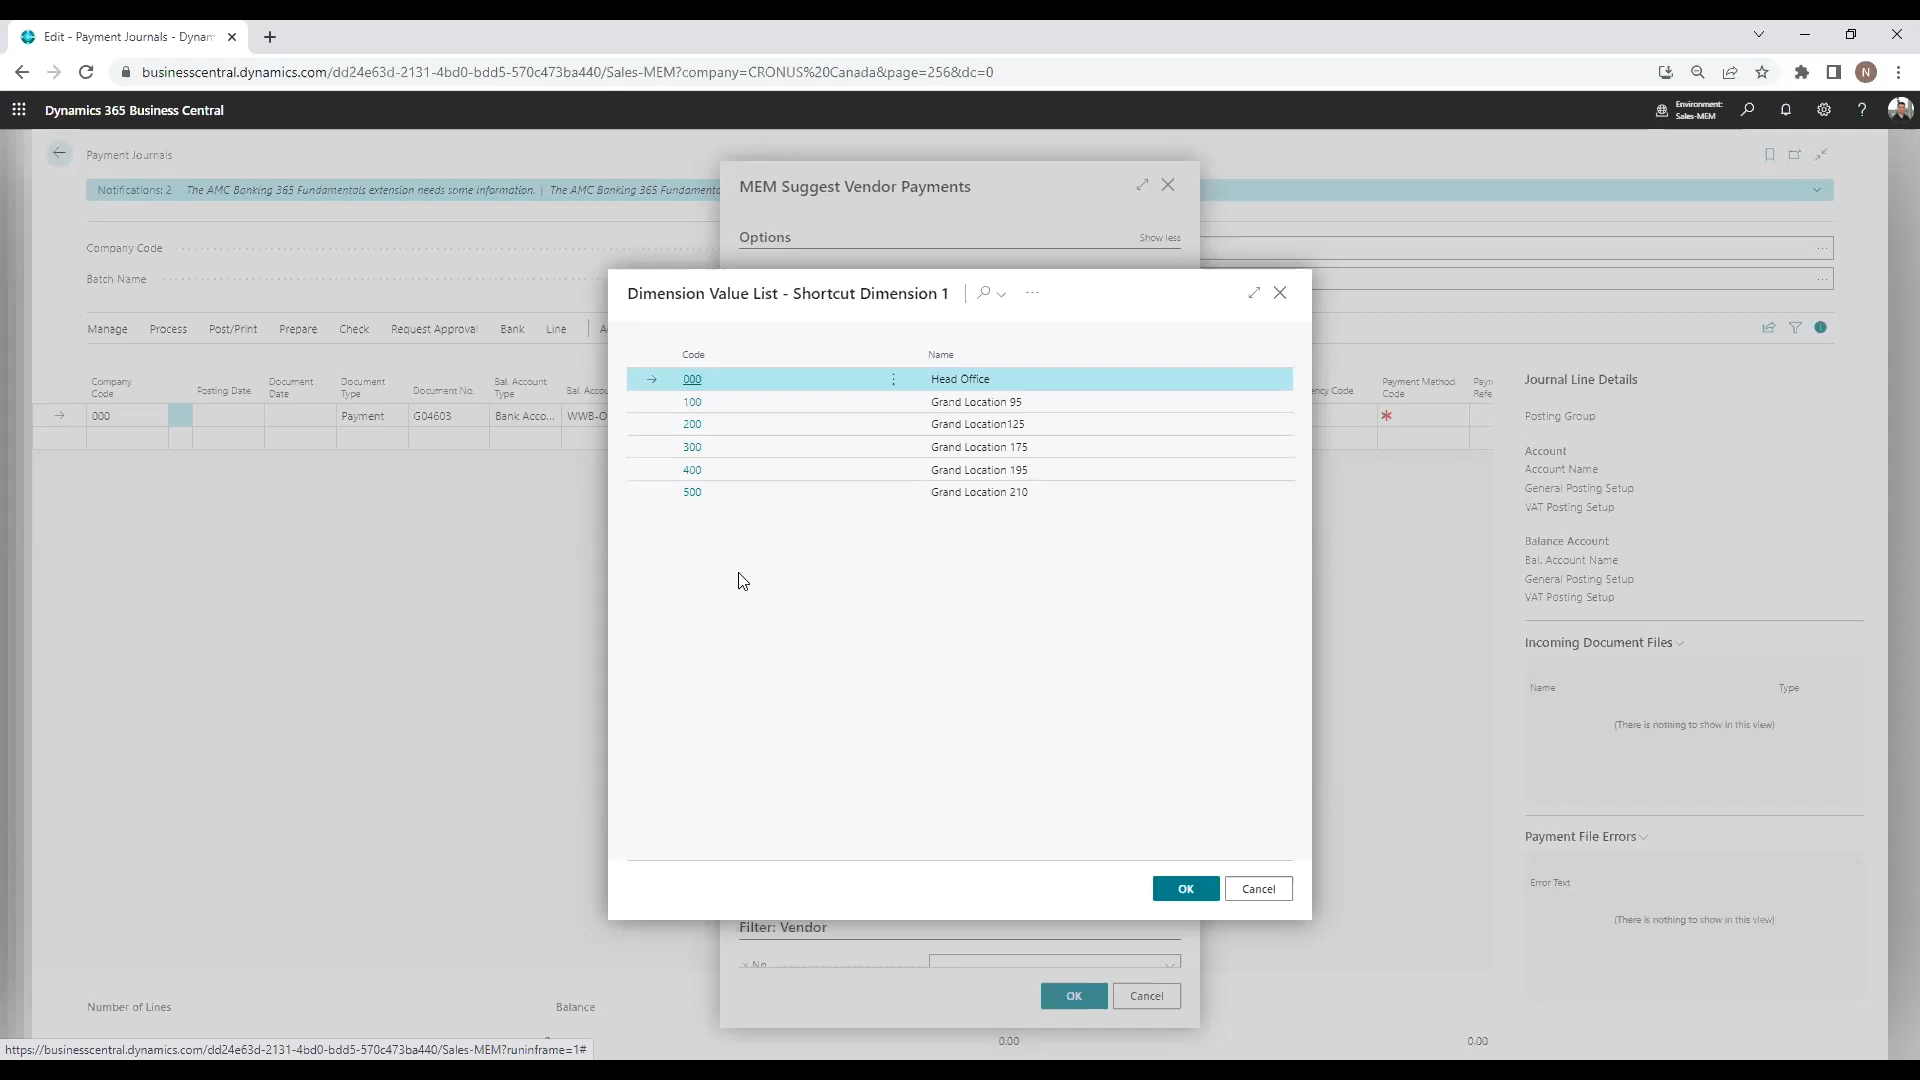 Edit - Payment Journals - Dynam
businesscentral.dynamics.com/dd24e63d-2131-4bd0-bdd5-570c473ba440/Sales-MEM?company=CRONUS%20Canada&page=256&dc=0
N
Dynamics 365 Business Central
Environment:
Sales-MEM
?
Payment Journals
Notifications: 2 The AMC Banking 365 Fundamentals extension needs some information. | The AMC Banking 365 Fundamenta
MEM Suggest Vendor Payments
Options
Show less
Company Code
Batch Name
Dimension Value List - Shortcut Dimension 1
Manage Process Post/Print Prepare Check Request Approval Bank Line
Code Name
000 Head Office
100 Grand Location 95
200 Grand Location125
300 Grand Location 175
400 Grand Location 195
500 Grand Location 210
OK Cancel
Company Code
Posting Date
Document Date
Document Type
Document No.
Bal. Account Type
Bal. Accou
ency Code
Payment Method Code
Paym
Refe
000 Payment G04603 Bank Acco... WWB-O
Journal Line Details
Posting Group
Account
Account Name
General Posting Setup
VAT Posting Setup
Balance Account
Bal. Account Name
General Posting Setup
VAT Posting Setup
Incoming Document Files
Name Type
(There is nothing to show in this view)
Payment File Errors
Error Text
(There is nothing to show in this view)
Filter: Vendor
× No.
OK Cancel
Number of Lines Balance
0.00 0.00
https://businesscentral.dynamics.com/dd24e63d-2131-4bd0-bdd5-570c473ba440/Sales-MEM?runinframe=1#